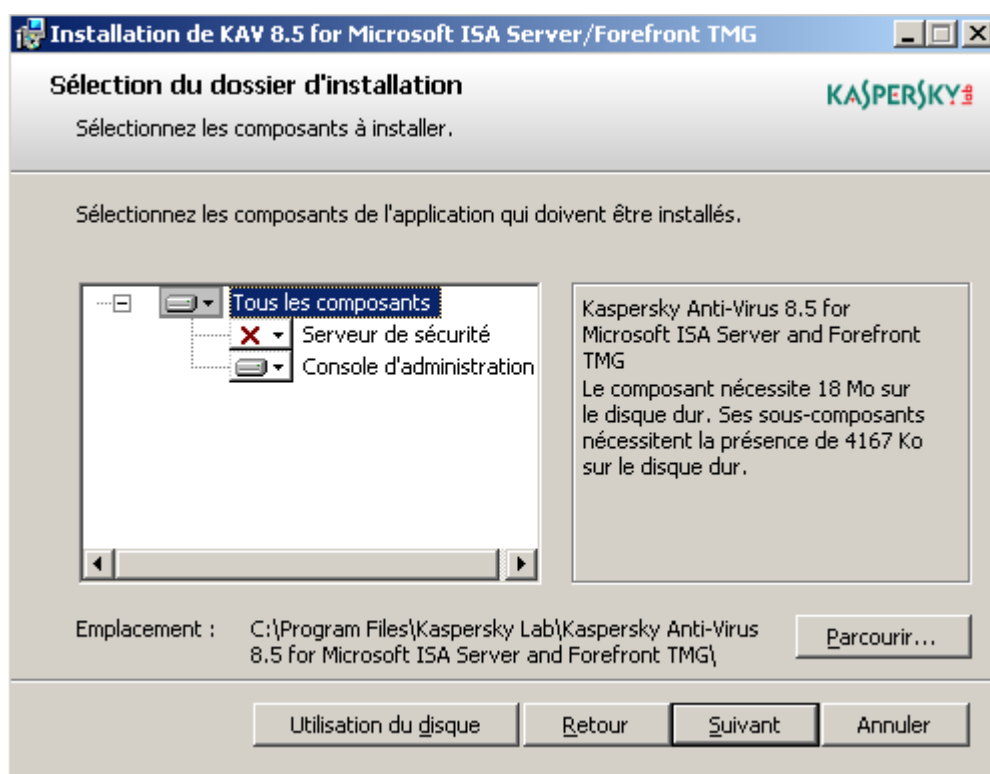 Installation de KAV 8.5 for Microsoft ISA Server/Forefront TMG
Sélection du dossier d'installation
KASPERSKY lab
Sélectionnez les composants à installer.
Sélectionnez les composants de l'application qui doivent être installés.
Tous les composants
Serveur de sécurité
Console d'administration
Kaspersky Anti-Virus 8.5 for
Microsoft ISA Server and Forefront
TMG
Le composant nécessite 18 Mo sur
le disque dur. Ses sous-composants
nécessitent la présence de 4167 Ko
sur le disque dur.
Emplacement :
C:\Program Files\Kaspersky Lab\Kaspersky Anti-Virus
8.5 for Microsoft ISA Server and Forefront TMG\
Parcourir...
Utilisation du disque
Retour
Suivant
Annuler